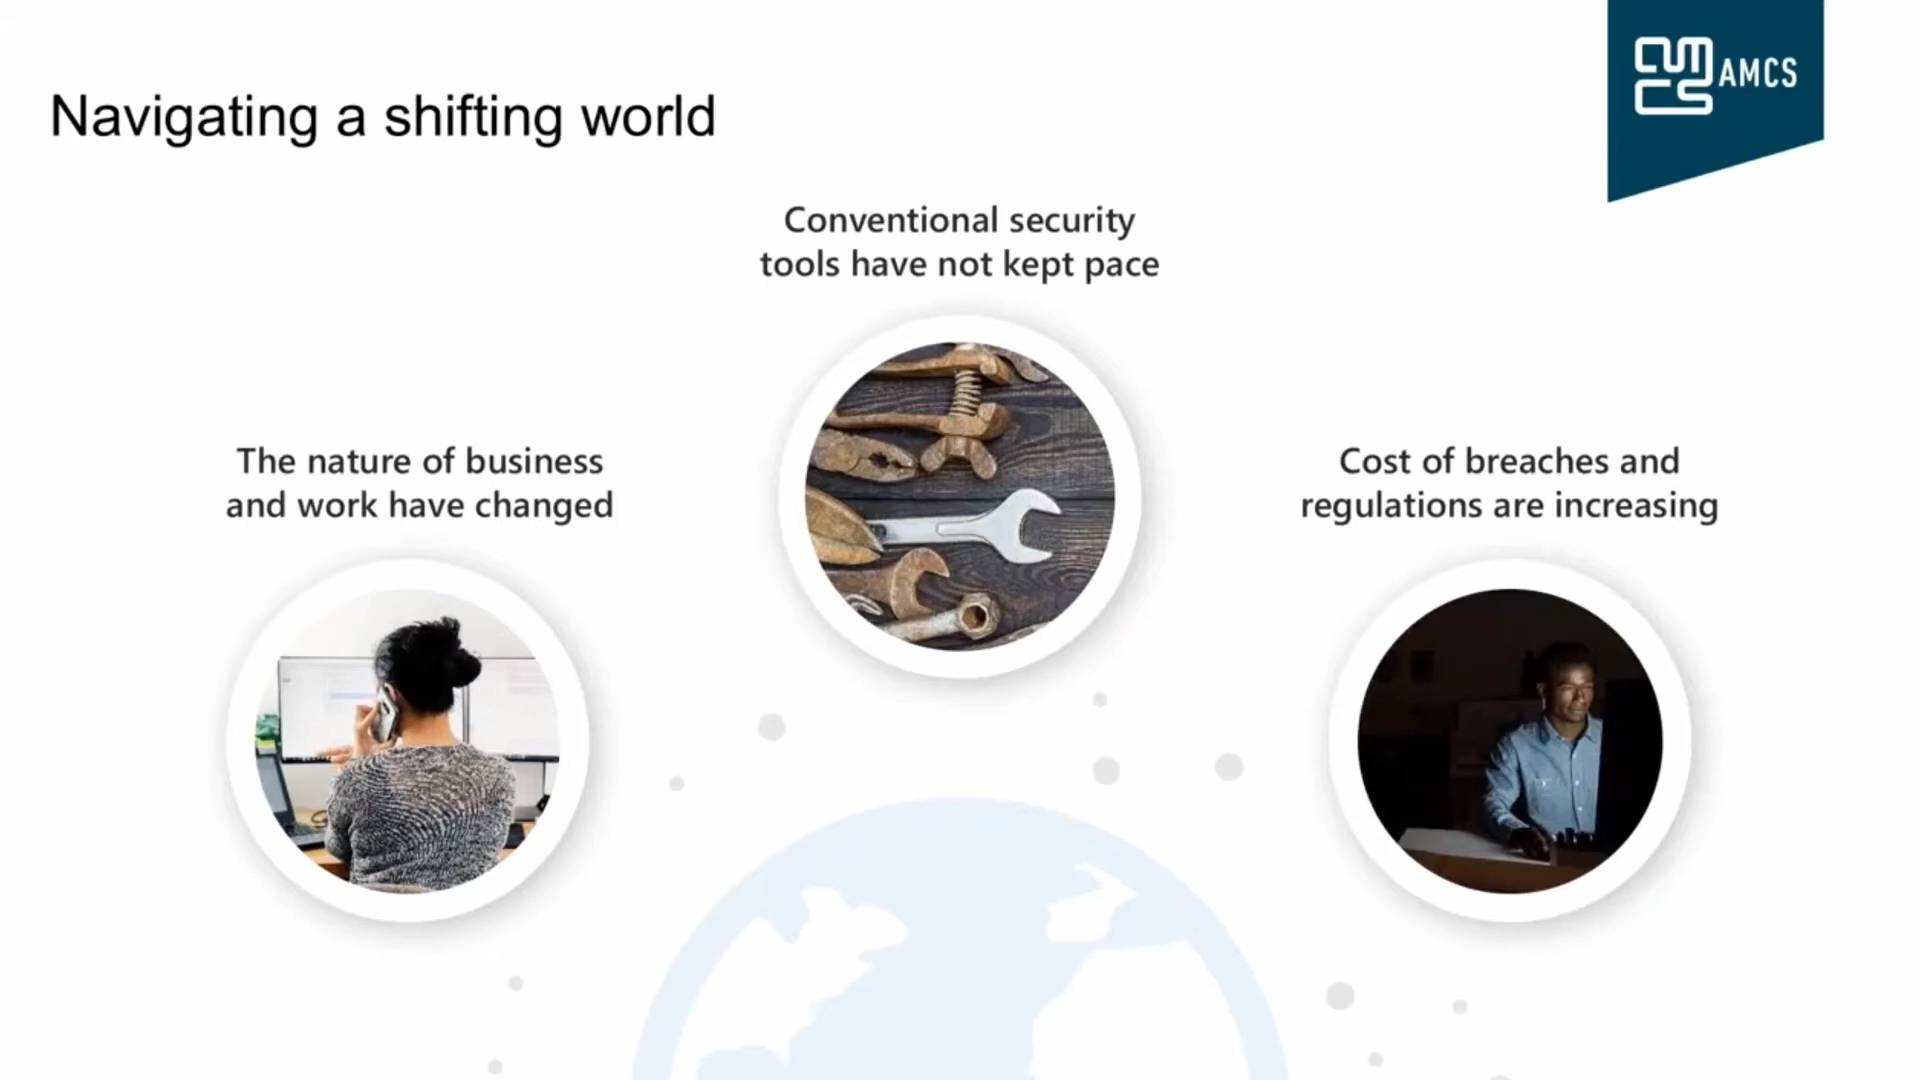 Navigating a shifting world
AMCS
Conventional security
tools have not kept pace
The nature of business
and work have changed
Cost of breaches and
regulations are increasing